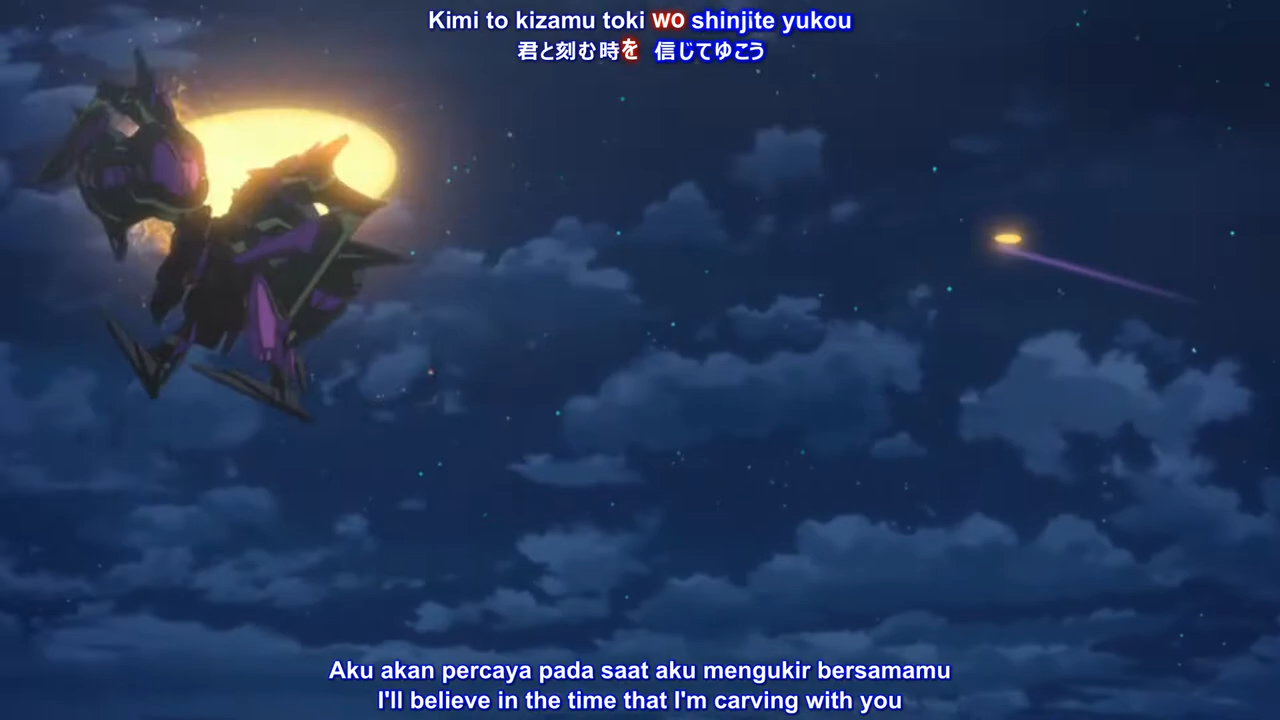 Kimi to kizamu toki wo shinjite yukou
君と刻む時を 信じてゆこう
Aku akan percaya pada saat aku mengukir bersamamu
I'll believe in the time that I'm carving with you